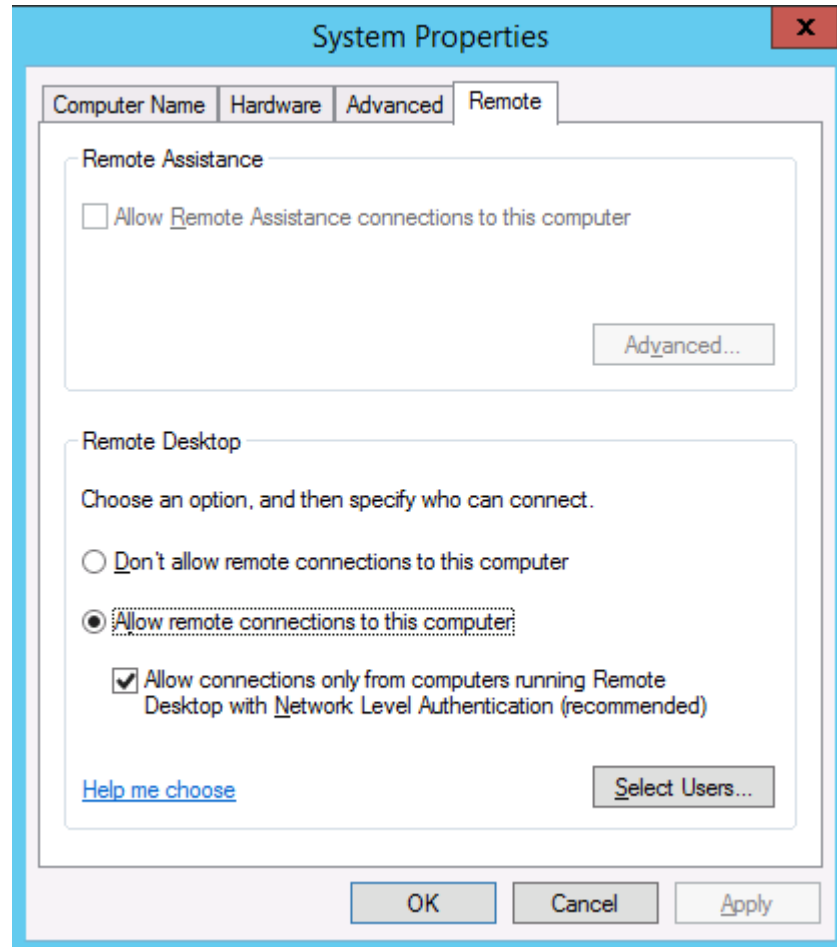 System Properties
x
Computer Name
Hardware
Advanced
Remote
Remote Assistance
Allow Remote Assistance connections to this computer
Advanced...
Remote Desktop
Choose an option, and then specify who can connect.
Don't allow remote connections to this computer
Allow remote connections to this computer
Allow connections only from computers running Remote
Desktop with Network Level Authentication (recommended)
Help me choose
Select Users...
OK
Cancel
Apply